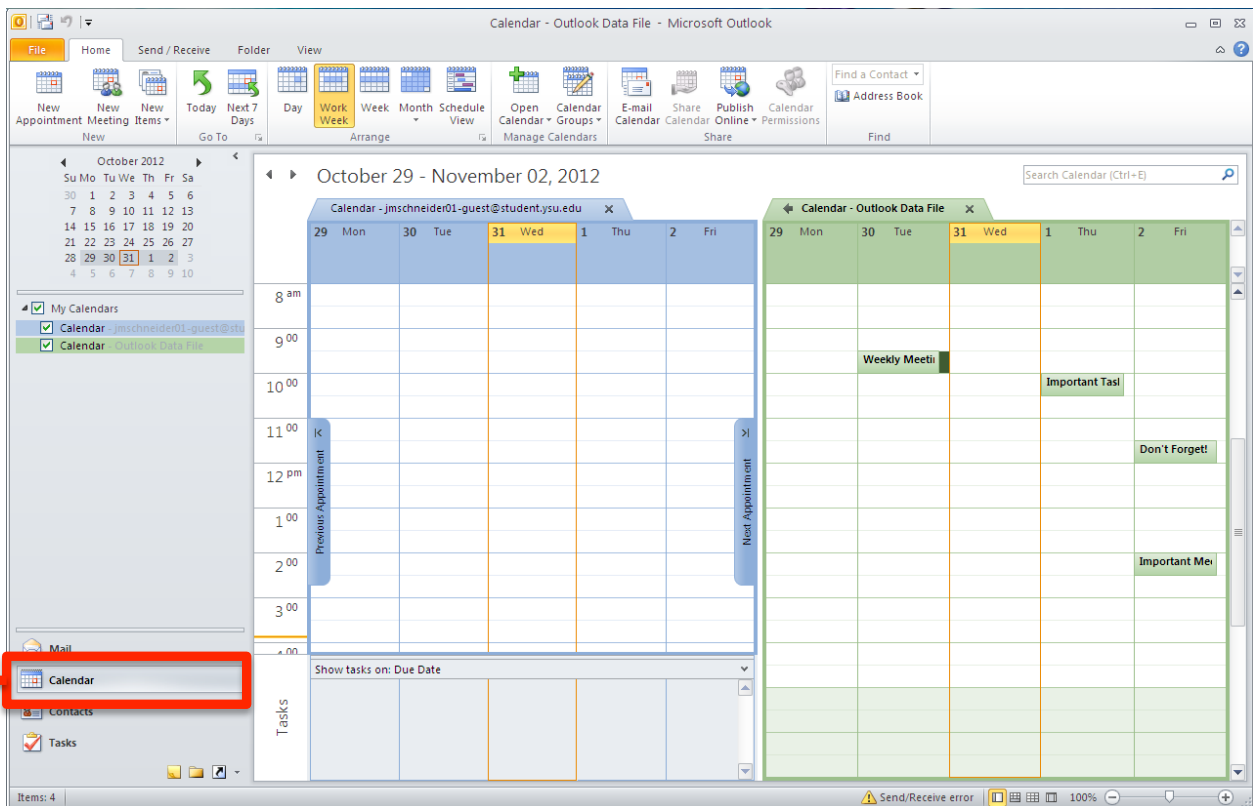 Calendar - Outlook Data File - Microsoft Outlook
File Home Send / Receive Folder View
New Appointment
New Meeting
New Items
Today
Next 7 Days
Day
Work Week
Week
Month
Schedule View
Open Calendar
Calendar Groups
E-mail Calendar
Share Calendar
Publish Online
Calendar Permissions
Find a Contact
Address Book
New Go To Arrange Manage Calendars Share Find
October 2012
Su Mo Tu We Th Fr Sa
30 1 2 3 4 5 6
7 8 9 10 11 12 13
14 15 16 17 18 19 20
21 22 23 24 25 26 27
28 29 30 31 1 2 3
4 5 6 7 8 9 10
My Calendars
Calendar - jmschneider01-guest@stu
Calendar - Outlook Data File
Mail
Calendar
Contacts
Tasks
October 29 - November 02, 2012
Search Calendar (Ctrl+E)
Calendar - jmschneider01-guest@student.ysu.edu
Calendar - Outlook Data File
29 Mon 30 Tue 31 Wed 1 Thu 2 Fri
29 Mon 30 Tue 31 Wed 1 Thu 2 Fri
8 am
9 00
10 00
11 00
12 pm
1 00
2 00
3 00
Previous Appointment
Next Appointment
Weekly Meetin
Important Tasl
Don't Forget!
Important Mee
Show tasks on: Due Date
Tasks
Items: 4
Send/Receive error
100%